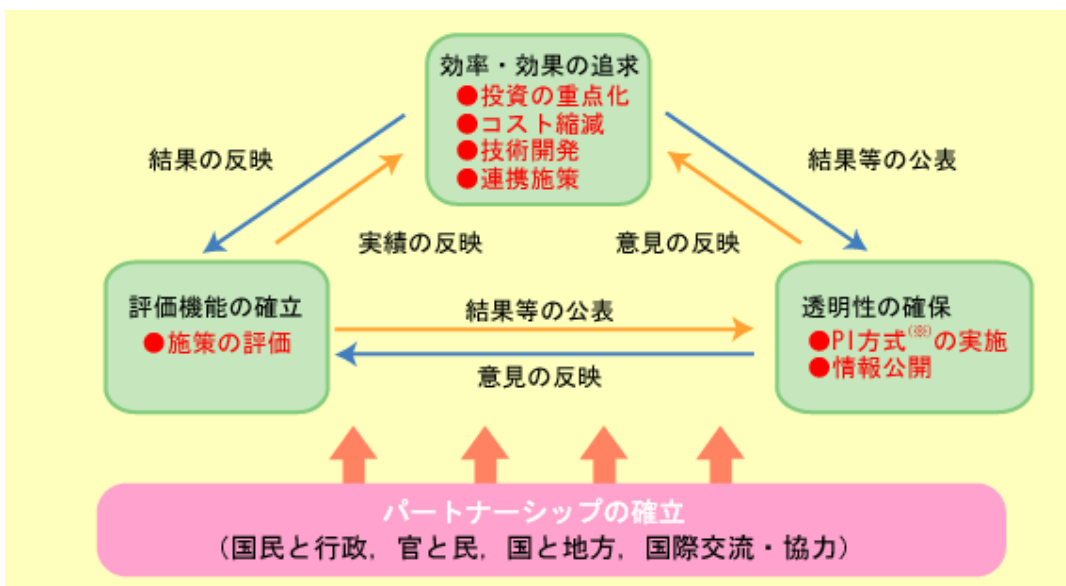 効率・効果の追求
●投資の重点化
●コスト縮減
●技術開発
●連携施策
結果の反映
結果等の公表
実績の反映
意見の反映
評価機能の確立
●施策の評価
結果等の公表
意見の反映
透明性の確保
●PI方式(※)の実施
●情報公開
パートナーシップの確立
(国民と行政,官と民,国と地方,国際交流・協力)